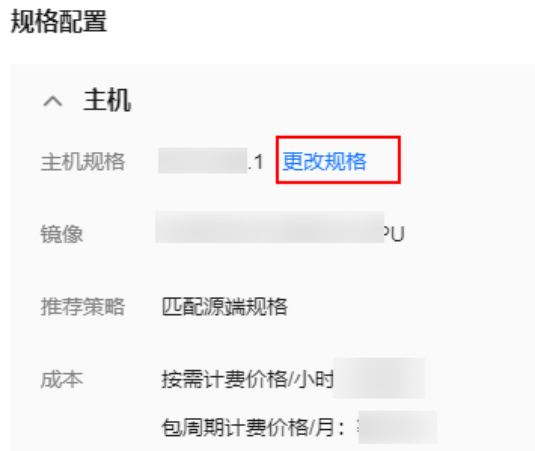 规格配置
主机
主机规格 .1 更改规格
镜像 PU
推荐策略 匹配源端规格
成本 按需计费价格/小时
包周期计费价格/月：